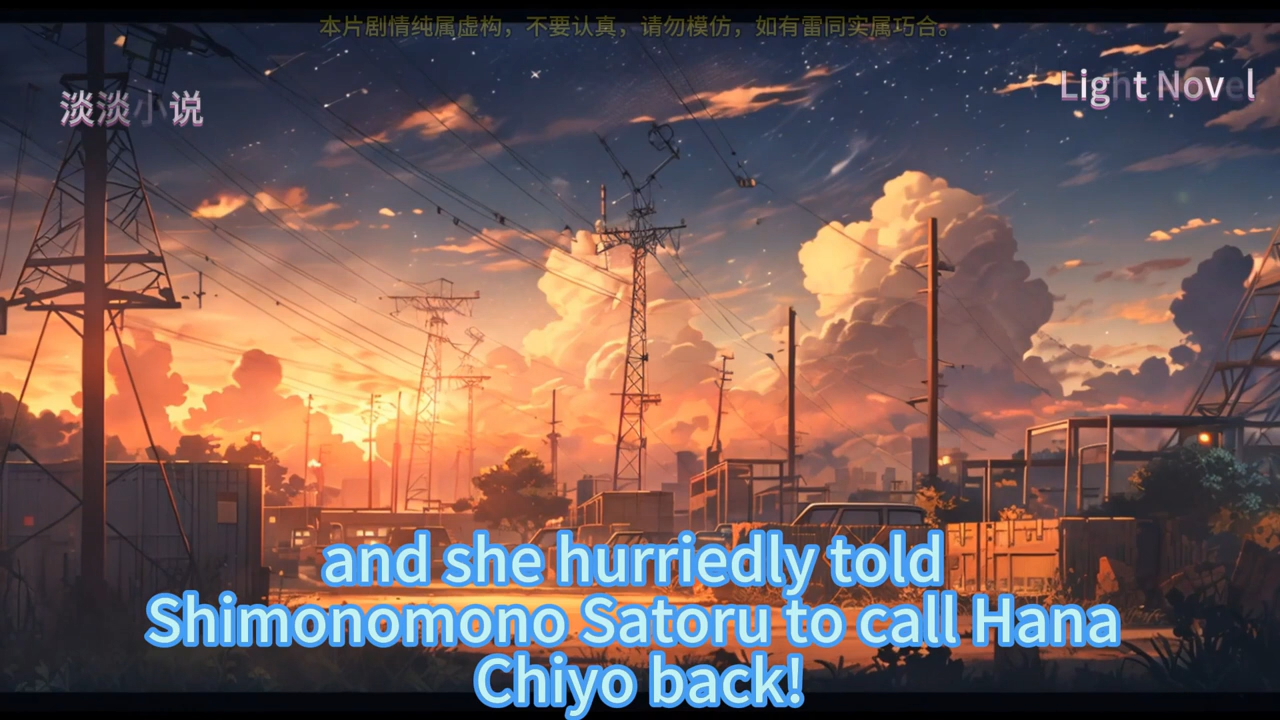 本片剧情纯属虚构，不要认真，请勿模仿，如有雷同实属巧合。
淡淡小说
Light Novel
and she hurriedly told
Shimonomono Satoru to call Hana
Chiyo back!